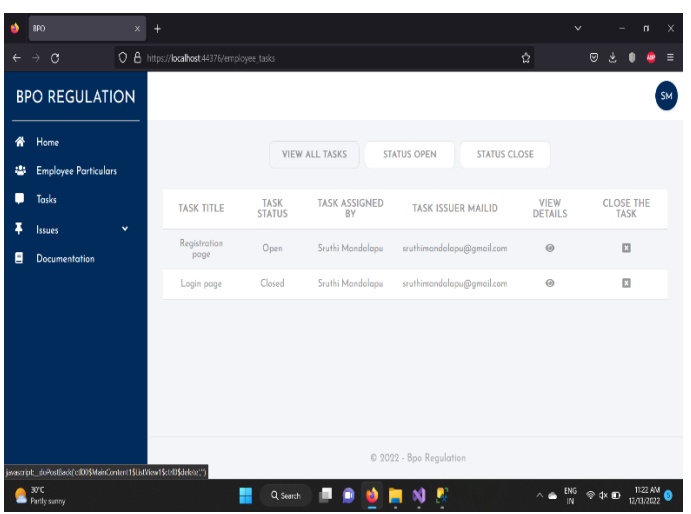 BPO
https://localhost:44376/employee_tasks
ABP
BPO REGULATION
SM
Home
Employee Particulars
Tasks
Issues
Documentation
VIEW ALL TASKS STATUS OPEN STATUS CLOSE
TASK TITLE TASK STATUS TASK ASSIGNED BY TASK ISSUER MAILID VIEW DETAILS CLOSE THE TASK
Registration page Open Sruthi Mandalapu sruthimandalapu@gmail.com
Login page Closed Sruthi Mandalapu sruthimandalapu@gmail.com
© 2022 - Bpo Regulation
javascript:__doPostBack('ctl00$MainContent1$ListView1$ctrl0$delete','')
30°C
Partly sunny
Search
ENG
IN
11:22 AM
12/13/2022